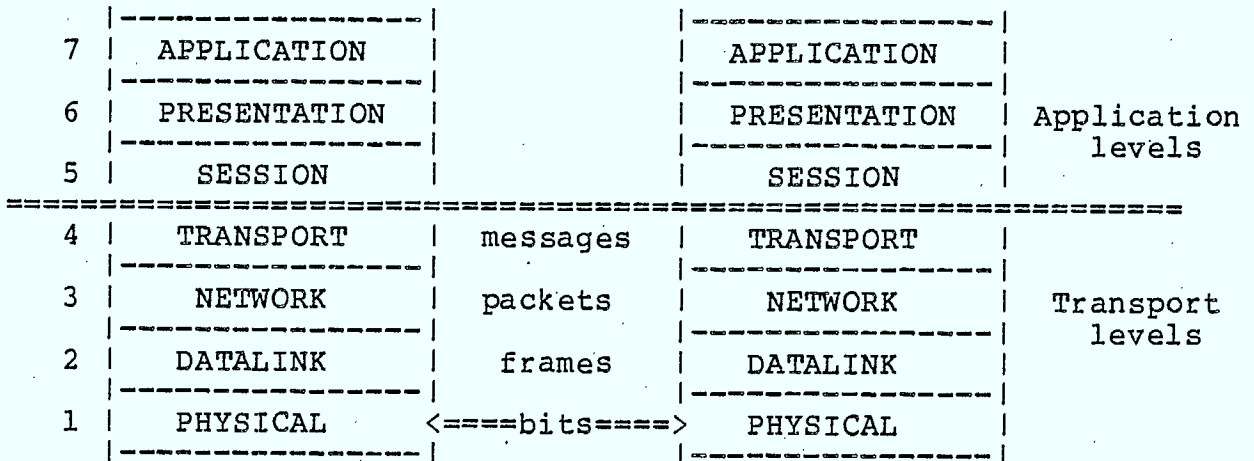 7 | APPLICATION | | APPLICATION |
6 | PRESENTATION | | PRESENTATION | Application
levels
5 | SESSION | | SESSION |
4 | TRANSPORT | messages | TRANSPORT |
3 | NETWORK | packets | NETWORK | Transport
levels
2 | DATALINK | frames | DATALINK |
1 | PHYSICAL <====bits====> PHYSICAL |